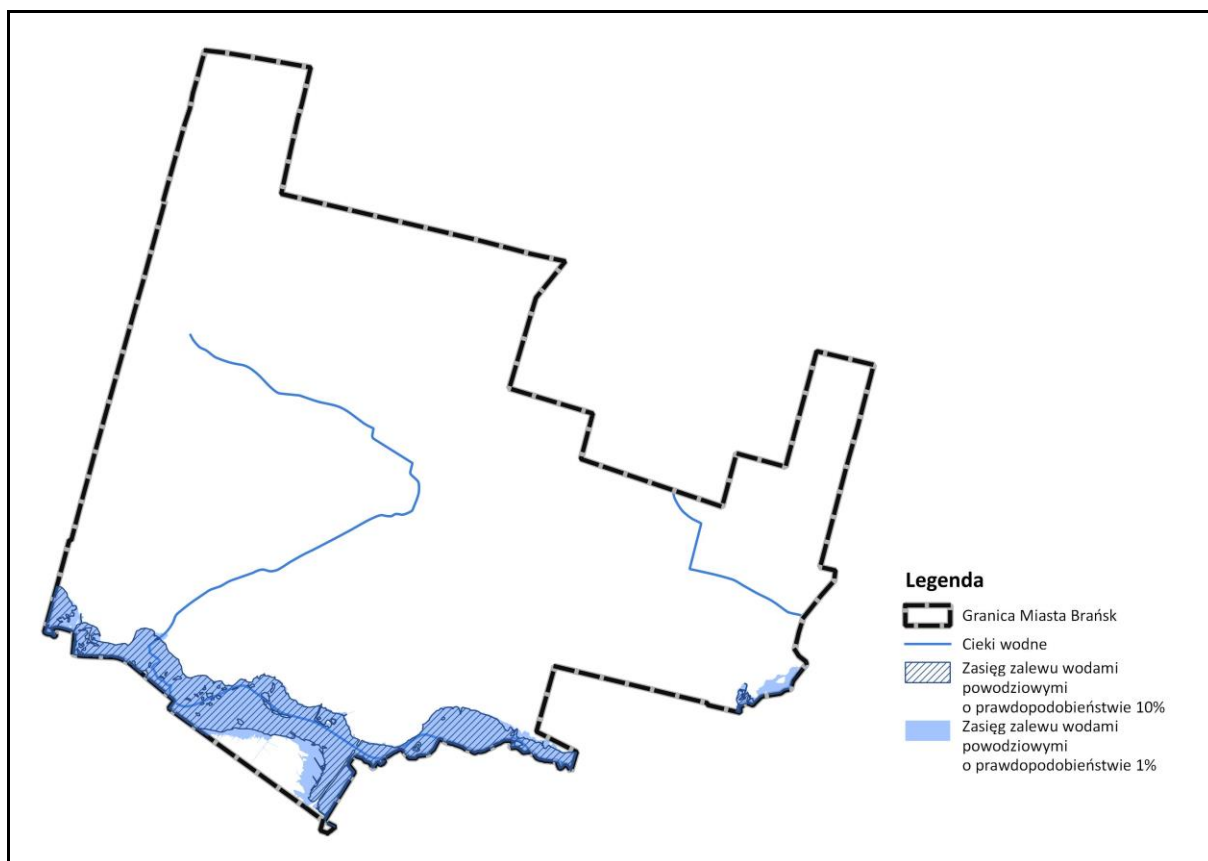 Legenda
Granica Miasta Brańsk
Cieki wodne
Zasięg zalewu wodami
powodziowymi
o prawdopodobieństwie 10%
Zasięg zalewu wodami
powodziowymi
o prawdopodobieństwie 1%